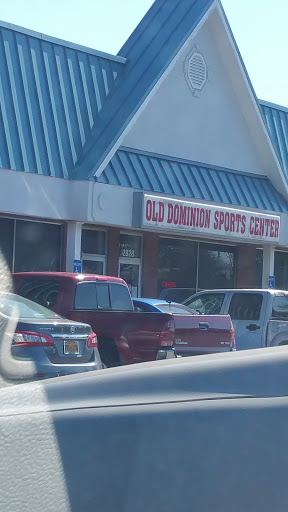 OLD DOMINION SPORTS CENTER